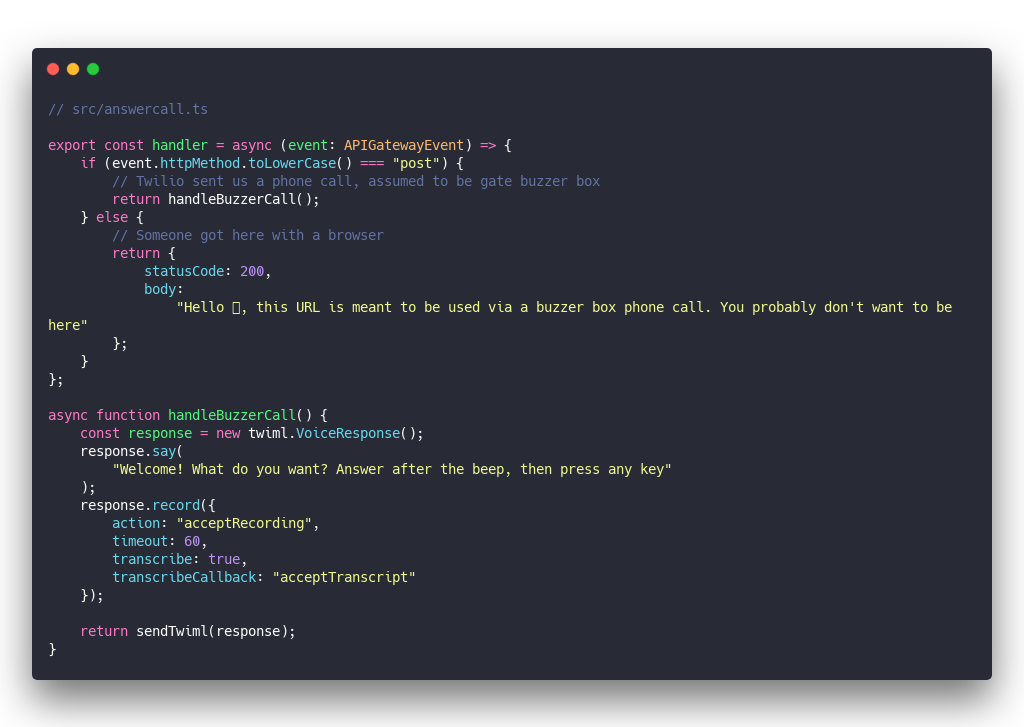 // src/answercall.ts

export const handler = async (event: APIGatewayEvent) => {
    if (event.httpMethod.toLowerCase() === "post") {
        // Twilio sent us a phone call, assumed to be gate buzzer box
        return handleBuzzerCall();
    } else {
        // Someone got here with a browser
        return {
            statusCode: 200,
            body:
                "Hello ▯, this URL is meant to be used via a buzzer box phone call. You probably don't want to be
here"
        };
    }
};

async function handleBuzzerCall() {
    const response = new twiml.VoiceResponse();
    response.say(
        "Welcome! What do you want? Answer after the beep, then press any key"
    );
    response.record({
        action: "acceptRecording",
        timeout: 60,
        transcribe: true,
        transcribeCallback: "acceptTranscript"
    });

    return sendTwiml(response);
}